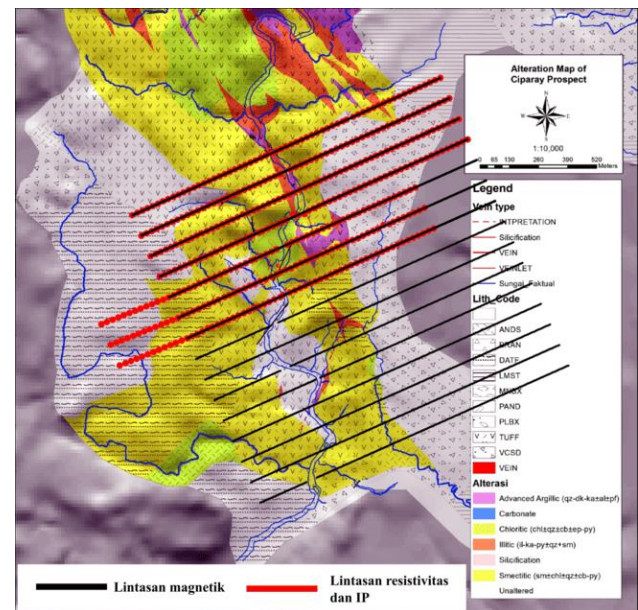 Alteration Map of
Ciparay Prospect
N
W E
S
1:10,000
0 65 130 260 390 520
Meters
Legend
Vein type
INTPRETATION
Silicification
VEIN
VEINLET
Sungai_Faktual
Lith_Code
ANDS
BRAN
DATF
LMST
PAND
PLBX
TUFF
VCSD
VEIN
Alterasi
Advanced Argillic (qz-dk-ka±al±pf)
Carbonate
Chloritic (chl±qz±cb±ep-py)
Illitic (il-ka-py±qz+sm)
Silicification
Smectitic (sm±chl±qz±cb-py)
Unaltered
Lintasan magnetik
Lintasan resistivitas
dan IP